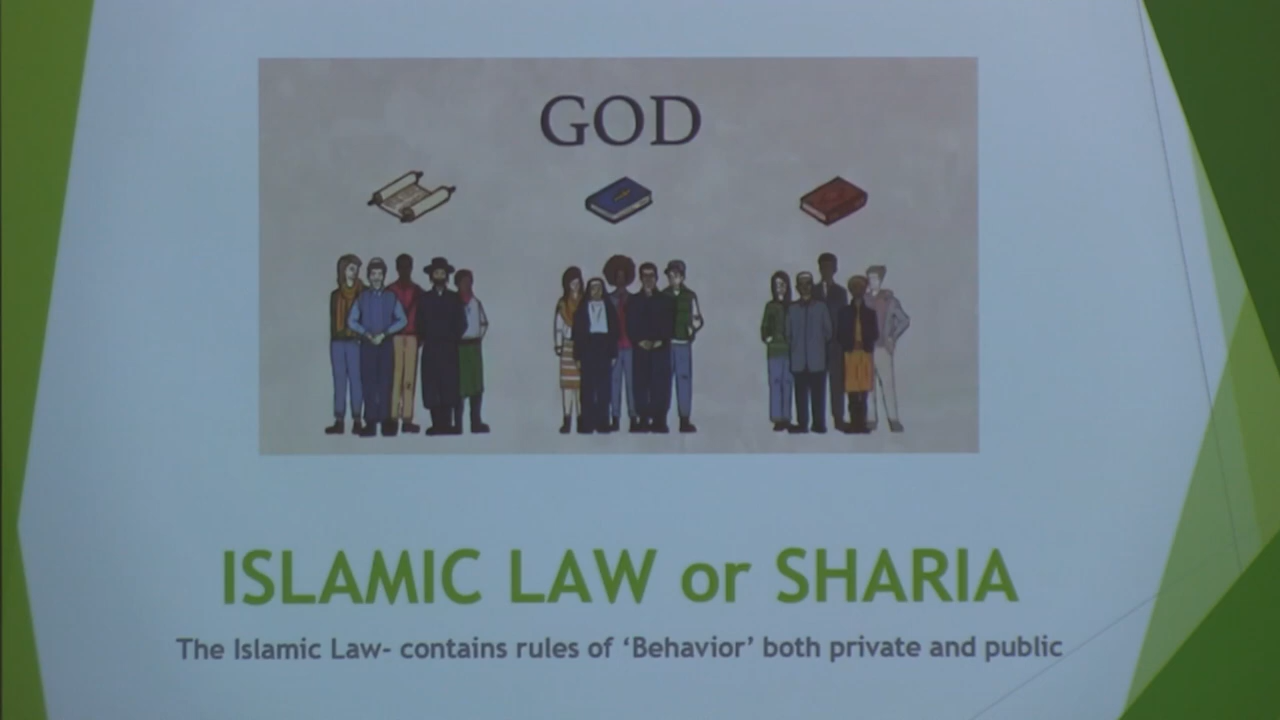 GOD
ISLAMIC LAW or SHARIA
The Islamic Law- contains rules of ‘Behavior’ both private and public